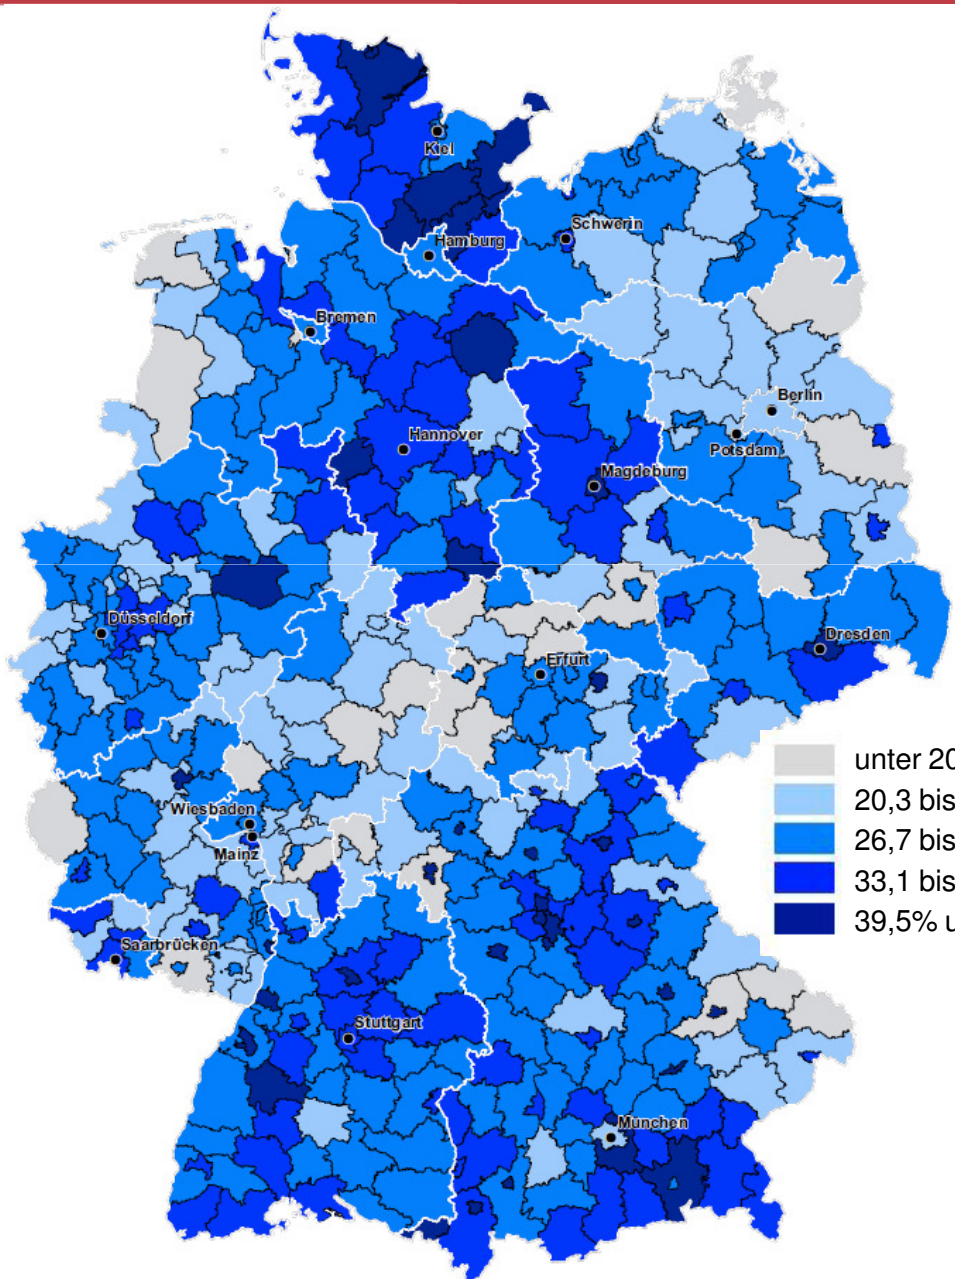 Kiel
Schwerin
Hamburg
Bremen
Berlin
Hannover
Potsdam
Magdeburg
Düsseldorf
Dresden
Erfurt
unter 20
20,3 bis
Wiesbaden
26,7 bis
Mainz
33,1 bis
39,5% u
Saarbrücken
Stuttgart
Munchen